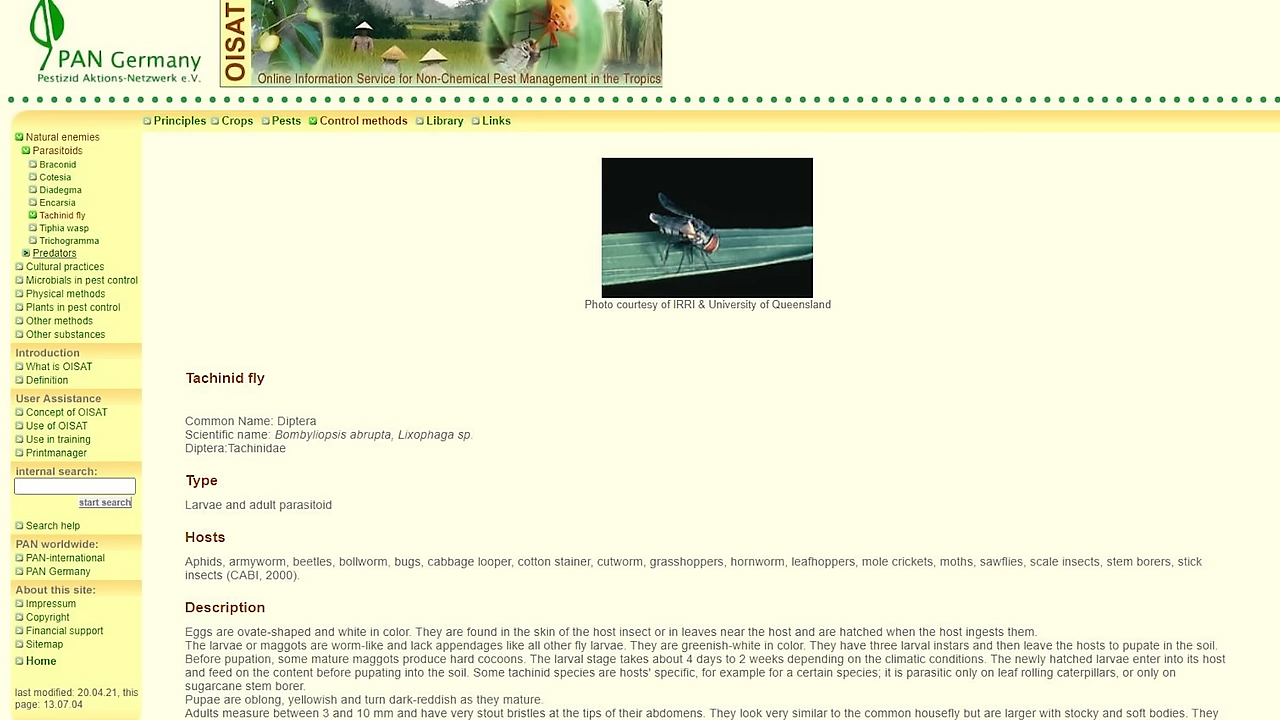 PAN Germany
Pestizid Aktions-Netzwerk e.V.
OISAT
Online Information Service for Non-Chemical Pest Management in the Tropics
Principles Crops Pests Control methods Library Links
Natural enemies
Parasitoids
Braconid
Cotesia
Diadegma
Encarsia
Tachinid fly
Tiphia wasp
Trichogramma
Predators
Cultural practices
Microbials in pest control
Physical methods
Plants in pest control
Other methods
Other substances
Introduction
What is OISAT
Definition
User Assistance
Concept of OISAT
Use of OISAT
Use in training
Printmanager
internal search:
start search
Search help
PAN worldwide:
PAN-international
PAN Germany
About this site:
Impressum
Copyright
Financial support
Sitemap
Home
last modified: 20.04.21, this
page: 13.07.04
Photo courtesy of IRRI & University of Queensland
Tachinid fly
Common Name: Diptera
Scientific name: Bombyliopsis abrupta, Lixophaga sp.
Diptera:Tachinidae
Type
Larvae and adult parasitoid
Hosts
Aphids, armyworm, beetles, bollworm, bugs, cabbage looper, cotton stainer, cutworm, grasshoppers, hornworm, leafhoppers, mole crickets, moths, sawflies, scale insects, stem borers, stick
insects (CABI, 2000).
Description
Eggs are ovate-shaped and white in color. They are found in the skin of the host insect or in leaves near the host and are hatched when the host ingests them.
The larvae or maggots are worm-like and lack appendages like all other fly larvae. They are greenish-white in color. They have three larval instars and then leave the hosts to pupate in the soil.
Before pupation, some mature maggots produce hard cocoons. The larval stage takes about 4 days to 2 weeks depending on the climatic conditions. The newly hatched larvae enter into its host
and feed on the content before pupating into the soil. Some tachinid species are hosts' specific, for example for a certain species; it is parasitic only on leaf rolling caterpillars, or only on
sugarcane stem borer.
Pupae are oblong, yellowish and turn dark-reddish as they mature.
Adults measure between 3 and 10 mm and have very stout bristles at the tips of their abdomens. They look very similar to the common housefly but are larger with stocky and soft bodies. They